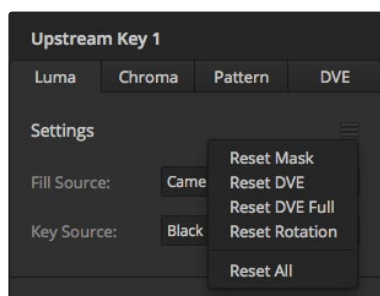 Upstream Key 1
Luma Chroma Pattern DVE
Settings
Reset Mask
Fill Source: Came Reset DVE
Reset DVE Full
Key Source: Black Reset Rotation
Reset All